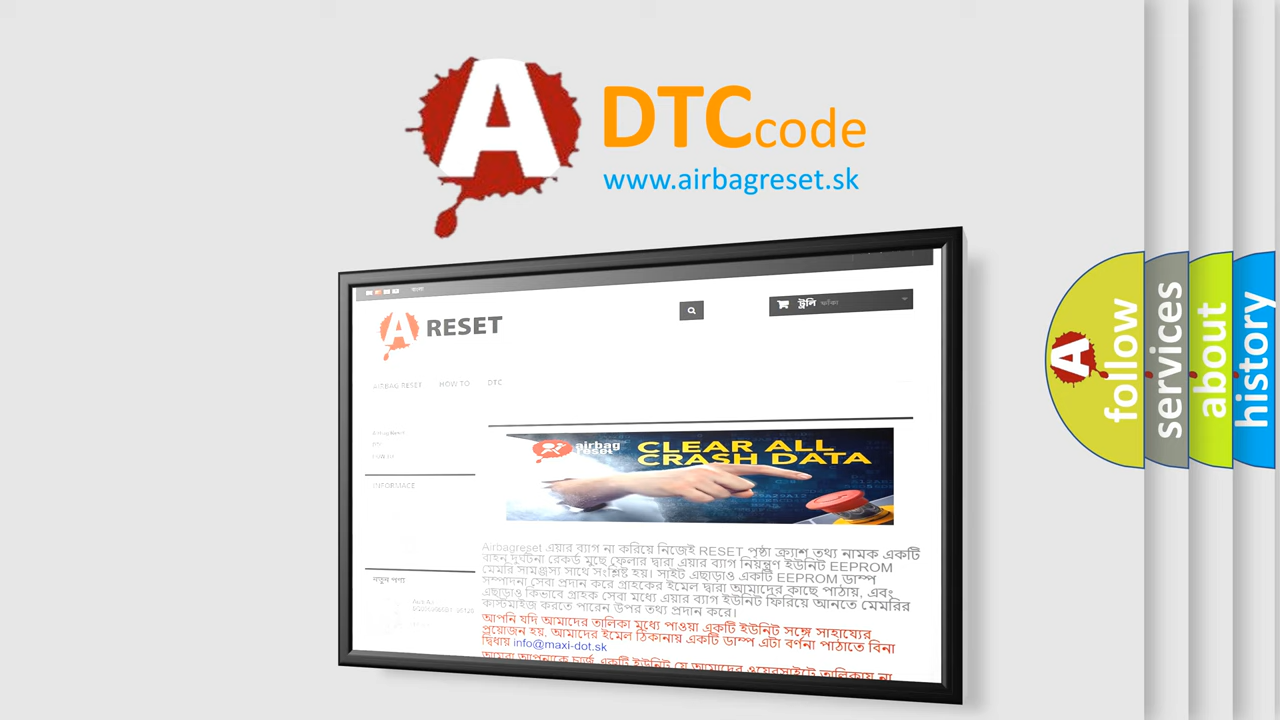 A
DTC code
www.airbagreset.sk
বাংলা
A RESET
ট্রলি
AIRBAG RESET HOW TO DTC
INFORMACE
airbag
reset
CLEAR ALL
CRASH DATA
Airbagreset এয়ার ব্যাগ না করিয়ে নিজেই RESET পৃষ্ঠা ক্র্যাশ তথ্য নামক একটি
বাহন দুর্ঘটনা রেকর্ড মুছে ফেলার দ্বারা এয়ার ব্যাগ নিয়ন্ত্রণ ইউনিট EEPROM
মেমরি সামঞ্জস্য সাথে সংশ্লিষ্ট হয়। সাইট এছাড়াও একটি EEPROM ডাম্প
সম্পাদনা সেবা প্রদান করে গ্রাহকের ইমেল দ্বারা আমাদের কাছে পাঠায়, এবং
এছাড়াও কিভাবে গ্রাহক সেবা মধ্যে এয়ার ব্যাগ ইউনিট ফিরিয়ে আনতে মেমরির
কাস্টমাইজ করতে পারেন উপর তথ্য প্রদান করে।
আপনি যদি আমাদের তালিকা মধ্যে পাওয়া একটি ইউনিট সঙ্গে সাহায্যের
প্রয়োজন হয়, আমাদের ইমেল ঠিকানায় একটি ডাম্প এটা বর্ণনা পাঠাতে বিনা
দ্বিধায় info@maxi-dot.sk
follow
services
about
history